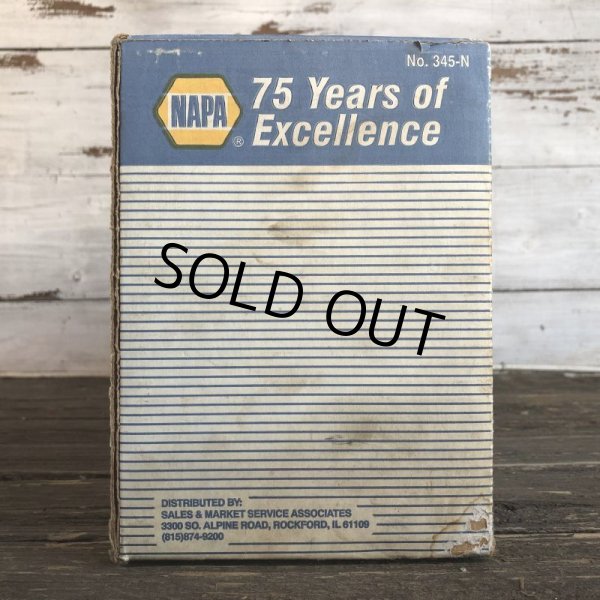 No. 345-N
NAPA
®
75 Years of
Excellence
SOLD OUT
DISTRIBUTED BY:
SALES & MARKET SERVICE ASSOCIATES
3300 SO. ALPINE ROAD, ROCKFORD, IL 61109
(815)874-9200